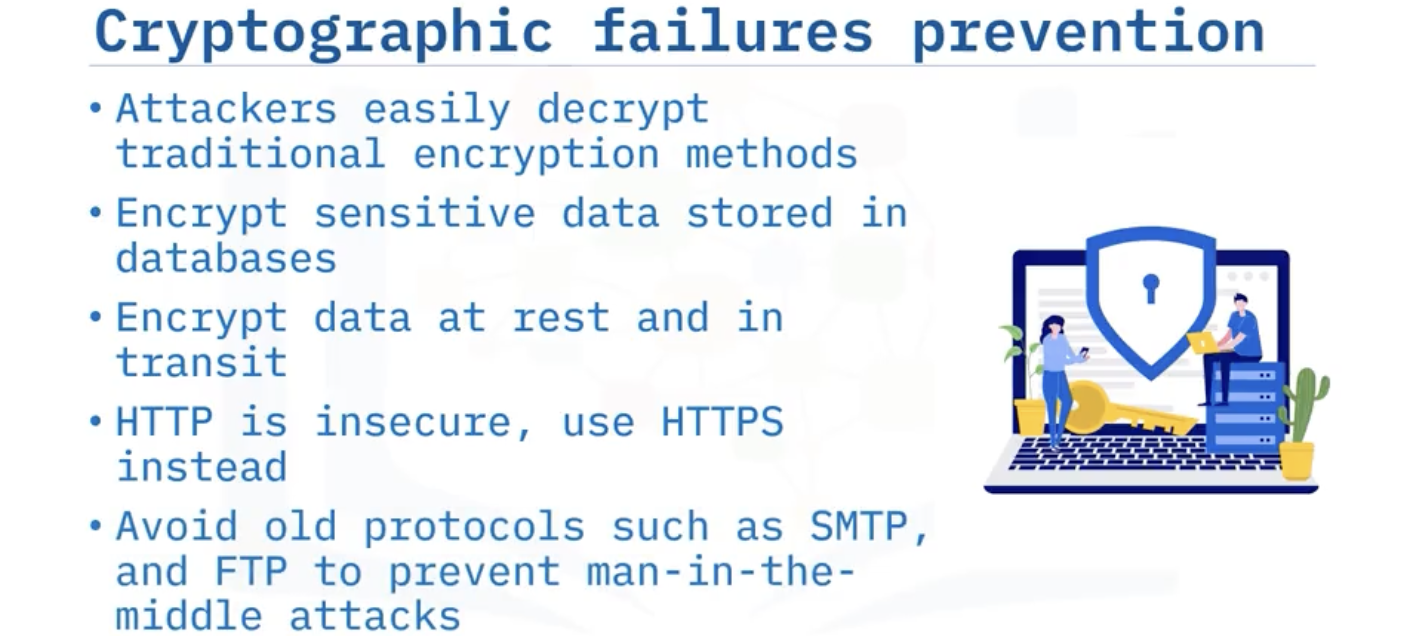 Cryptographic failures prevention
• Attackers easily decrypt
traditional encryption methods
• Encrypt sensitive data stored in
databases
• Encrypt data at rest and in
transit
• HTTP is insecure, use HTTPS
instead
• Avoid old protocols such as SMTP,
and FTP to prevent man-in-the-
middle attacks